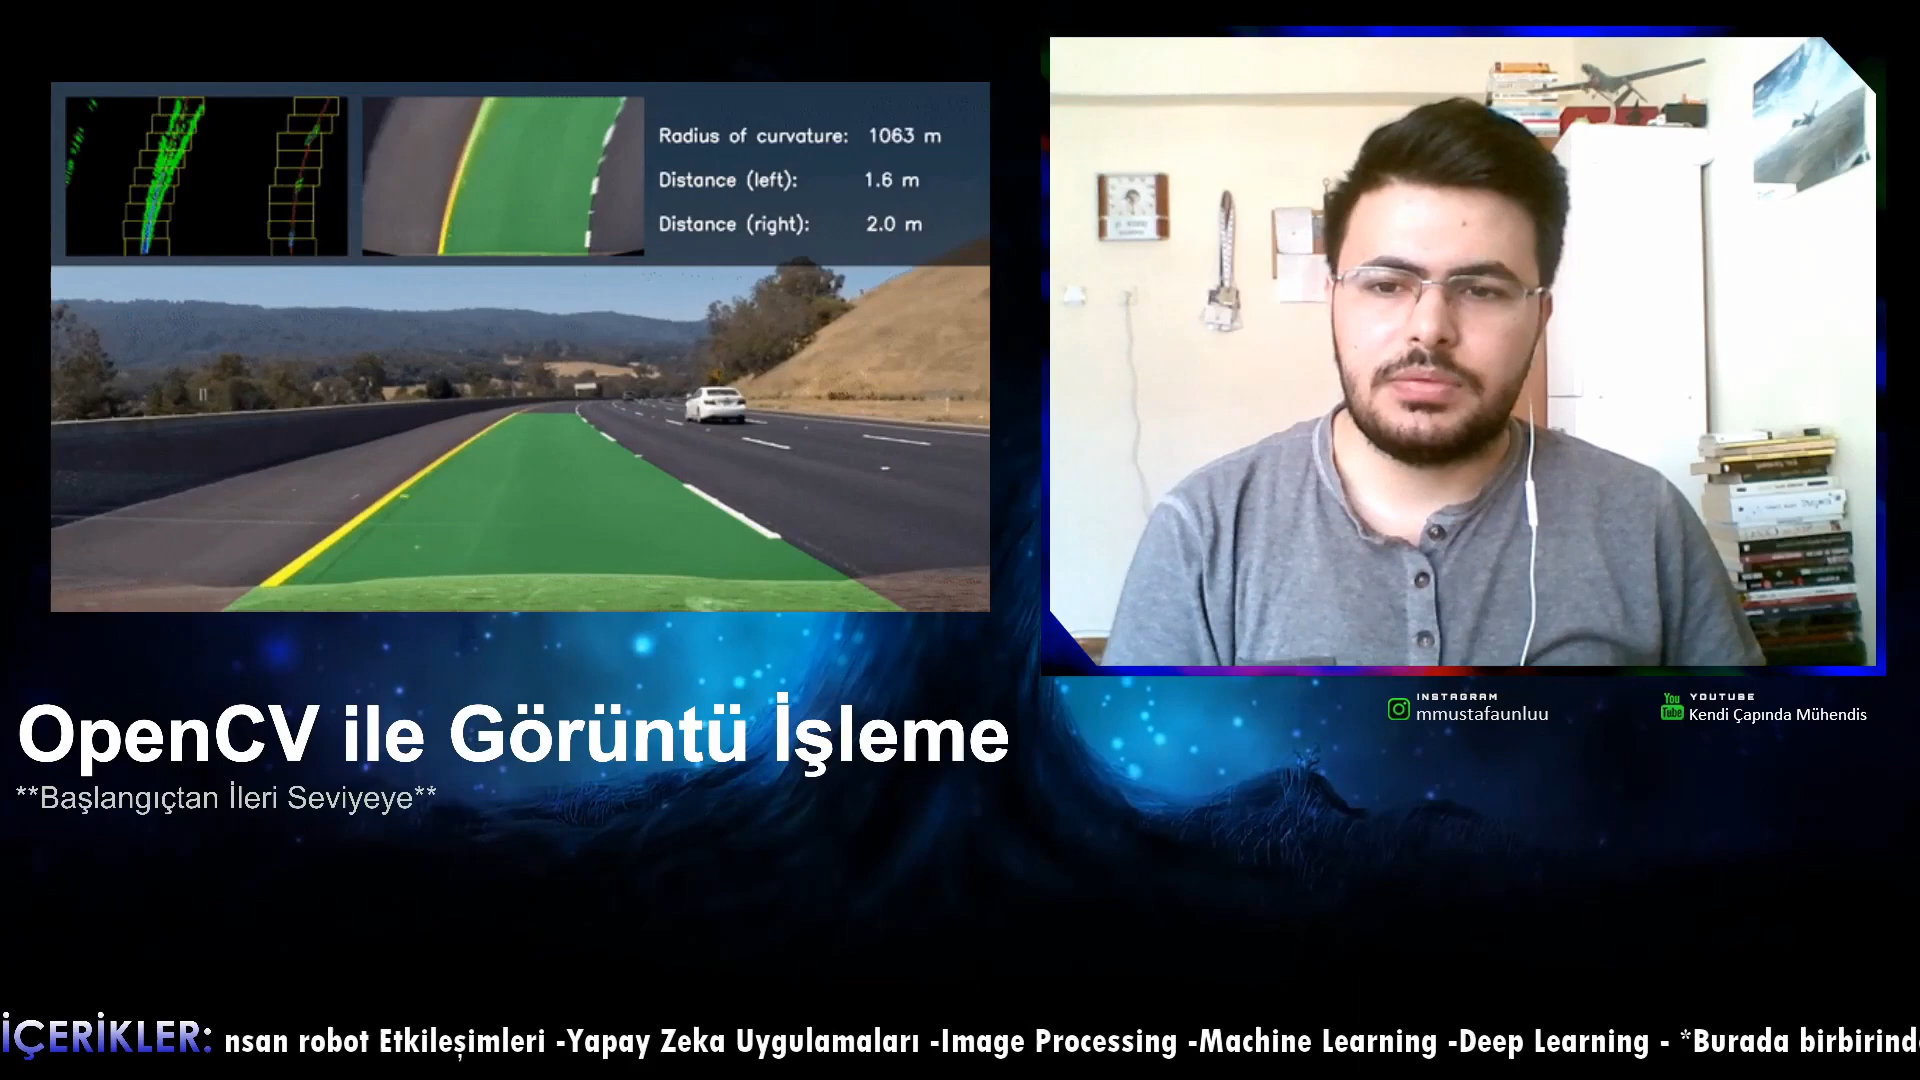 Radius of curvature: 1063 m
Distance (left): 1.6 m
Distance (right): 2.0 m
OpenCV ile Görüntü İşleme
**Başlangıçtan İleri Seviyeye**
INSTAGRAM
mmustafaunluu
You
Tube
YOUTUBE
Kendi Çapında Mühendis
İÇERİKLER: nsan robot Etkileşimleri -Yapay Zeka Uygulamaları -Image Processing -Machine Learning -Deep Learning - *Burada birbirind